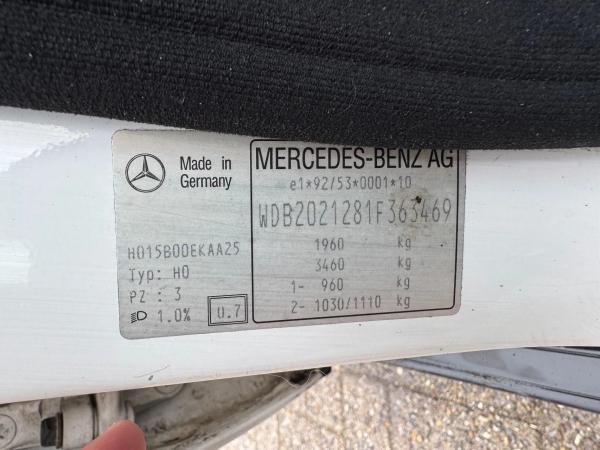 Made in
Germany
MERCEDES-BENZ AG
e1*92/53*0001*10
WDB2021281F363469
H015B00EKAA25
Typ: H0
PZ : 3
1.0% 0.7
1960 kg
3460 kg
1- 960 kg
2- 1030/1110 kg